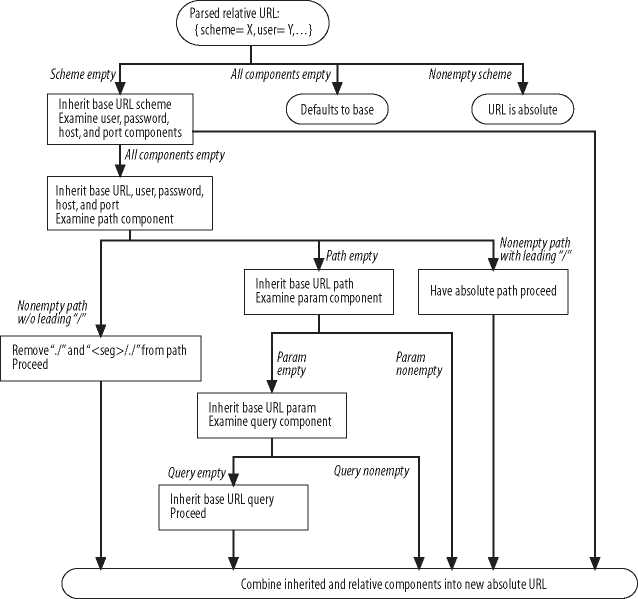 Parsed relative URL:
{ scheme= X, user= Y,...}
Scheme empty
All components empty
Nonempty scheme
Inherit base URL scheme
Examine user, password,
host, and port components
Defaults to base
URL is absolute
All components empty
Inherit base URL, user, password,
host, and port
Examine path component
Nonempty path
with leading “/”
Path empty
Inherit base URL path
Examine param component
Have absolute path proceed
Nonempty path
w/o leading “/”
Remove “./” and “<seg>/./” from path
Proceed
Param
empty
Param
nonempty
Inherit base URL param
Examine query component
Query empty
Query nonempty
Inherit base URL query
Proceed
Combine inherited and relative components into new absolute URL